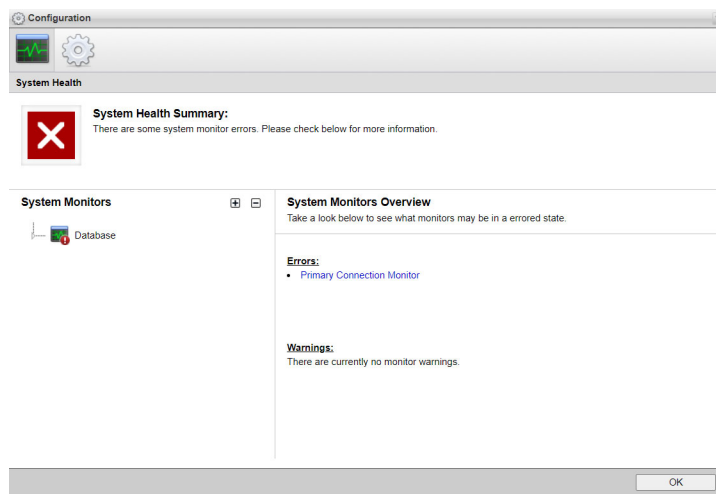 Configuration
System Health
System Health Summary:
There are some system monitor errors. Please check below for more information.
System Monitors
Database
System Monitors Overview
Take a look below to see what monitors may be in a errored state.
Errors:
Primary Connection Monitor
Warnings:
There are currently no monitor warnings.
OK